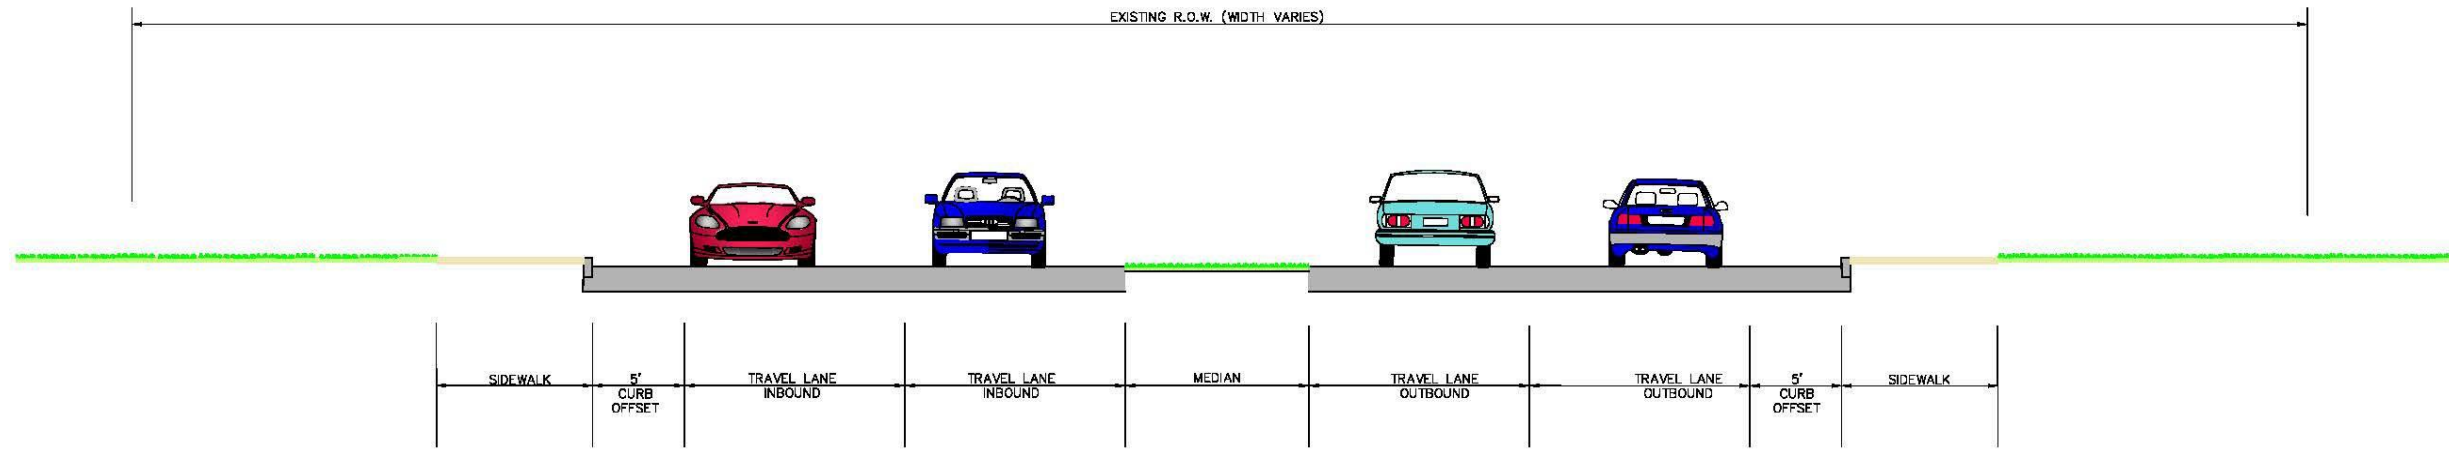 EXISTING R.O.W. (WIDTH VARIES)
SIDEWALK
5'
CURB
OFFSET
TRAVEL LANE
INBOUND
TRAVEL LANE
INBOUND
MEDIAN
TRAVEL LANE
OUTBOUND
TRAVEL LANE
OUTBOUND
5'
CURB
OFFSET
SIDEWALK